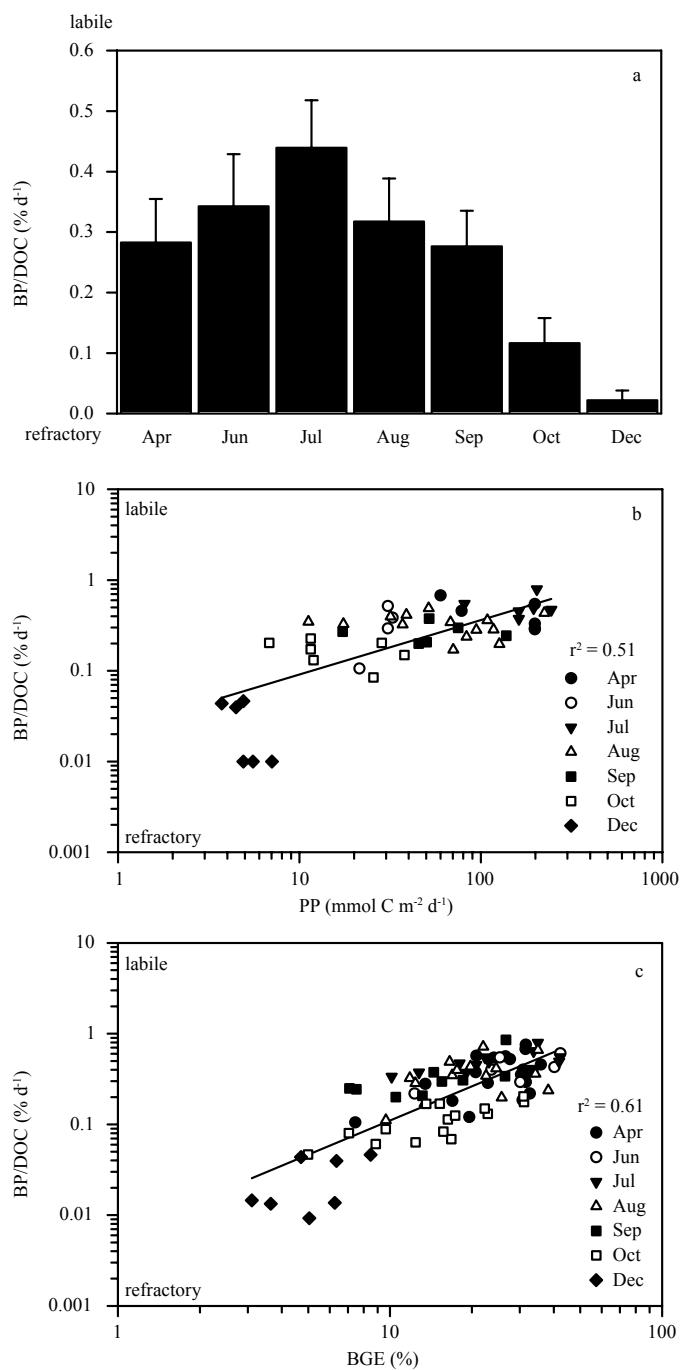 labile
0.6
a
0.5
0.4
BP/DOC (% d-1)
0.3
0.2
0.1
0.0
refractory
Apr Jun Jul Aug Sep Oct Dec
10
labile
b
1
BP/DOC (% d-1)
0.1
r2 = 0.51
Apr
Jun
Jul
Aug
0.01
Sep
Oct
Dec
refractory
0.001
1 10 100 1000
PP (mmol C m-2 d-1)
10
labile
c
1
BP/DOC (% d-1)
0.1
r2 = 0.61
Apr
Jun
Jul
Aug
0.01
Sep
Oct
Dec
refractory
0.001
1 10 100
BGE (%)